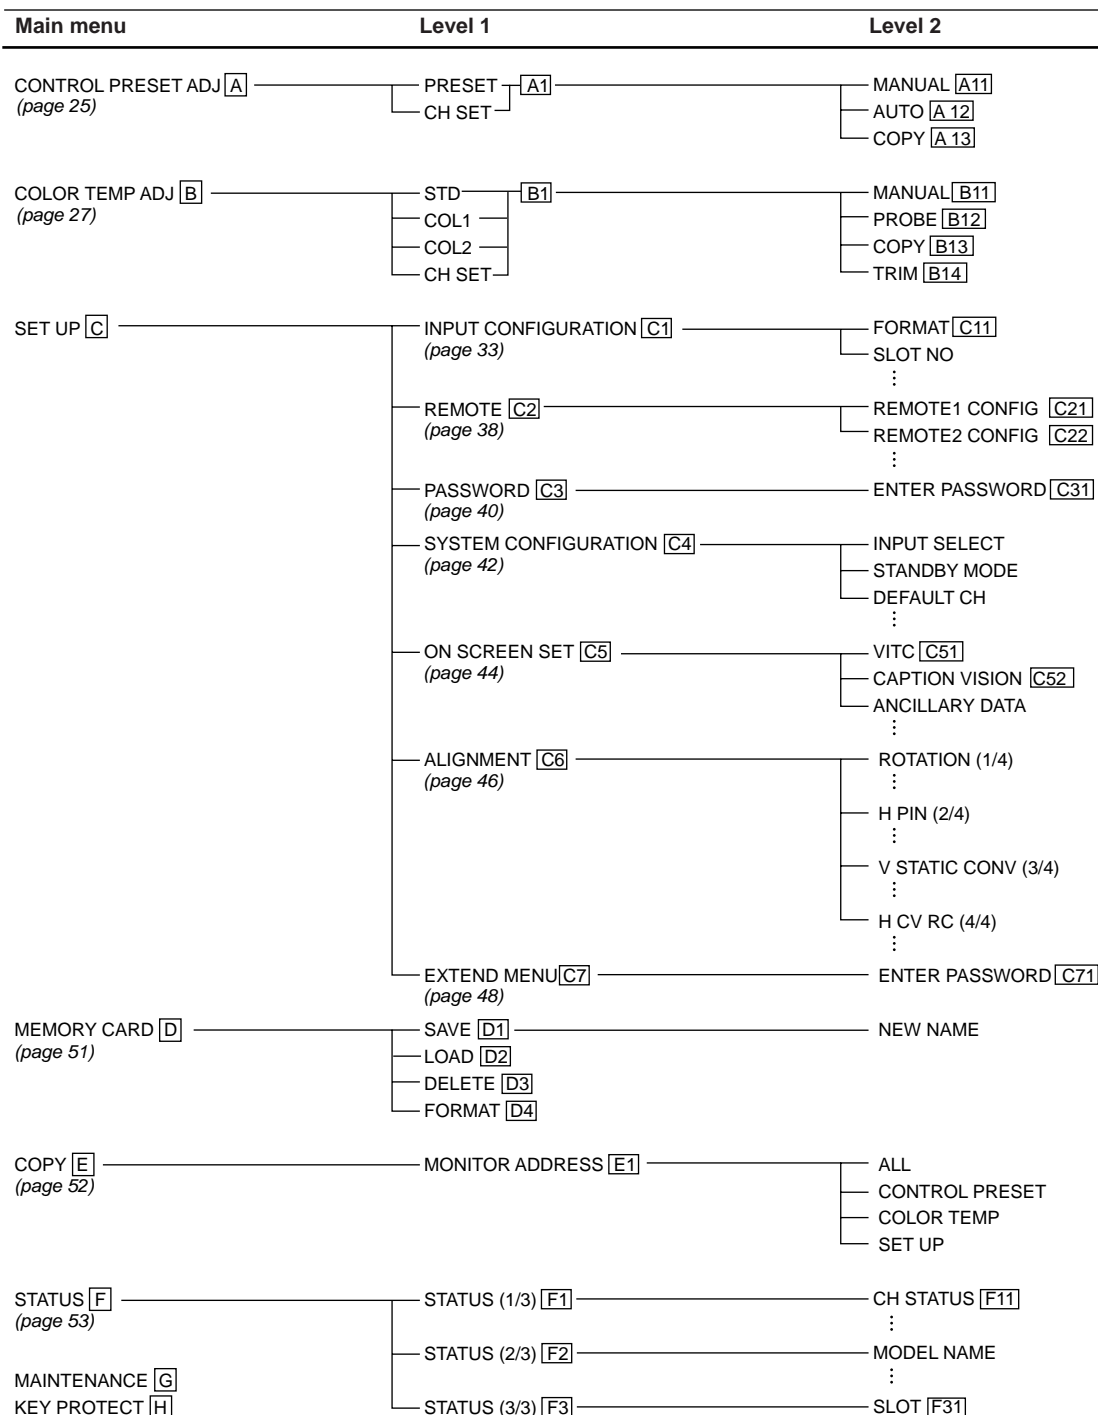 Main menu Level 1 Level 2
CONTROL PRESET ADJ A PRESET A1 MANUAL A11
(page 25) CH SET AUTO A 12
COPY A 13
COLOR TEMP ADJ B STD B1 MANUAL B11
(page 27) COL1 PROBE B12
COL2 COPY B13
CH SET TRIM B14
SET UP C INPUT CONFIGURATION C1 FORMAT C11
(page 33) SLOT NO
REMOTE C2 REMOTE1 CONFIG C21
(page 38) REMOTE2 CONFIG C22
PASSWORD C3 ENTER PASSWORD C31
(page 40)
SYSTEM CONFIGURATION C4 INPUT SELECT
(page 42) STANDBY MODE
DEFAULT CH
ON SCREEN SET C5 VITC C51
(page 44) CAPTION VISION C52
ANCILLARY DATA
ALIGNMENT C6 ROTATION (1/4)
(page 46)
H PIN (2/4)
V STATIC CONV (3/4)
H CV RC (4/4)
EXTEND MENU C7 ENTER PASSWORD C71
(page 48)
MEMORY CARD D SAVE D1 NEW NAME
(page 51) LOAD D2
DELETE D3
FORMAT D4
COPY E MONITOR ADDRESS E1 ALL
(page 52) CONTROL PRESET
COLOR TEMP
SET UP
STATUS F STATUS (1/3) F1 CH STATUS F11
(page 53)
STATUS (2/3) F2 MODEL NAME
MAINTENANCE G
KEY PROTECT H STATUS (3/3) F3 SLOT F31